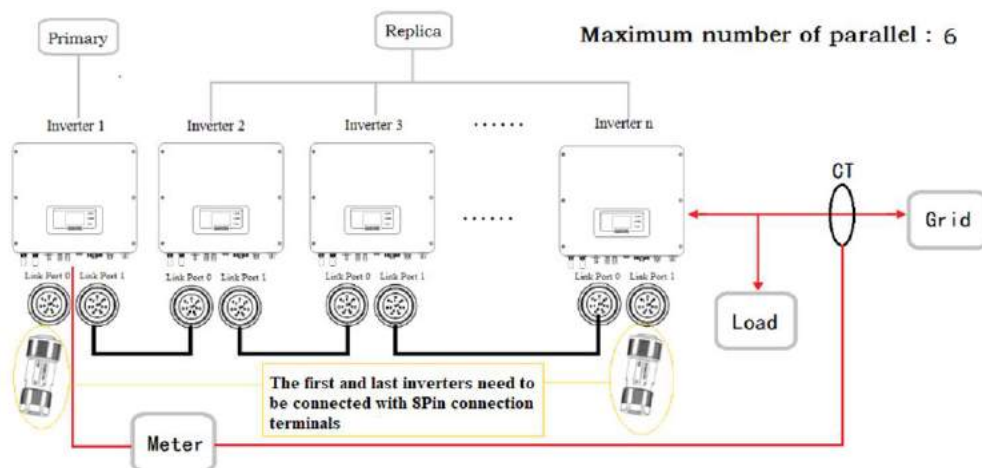 Primary
Replica
Maximum number of parallel : 6
Inverter 1
Inverter 2
Inverter 3
......
Inverter n
CT
Grid
......
Link Port 0
Link Port 1
Link Port 0
Link Port 1
Link Port 0
Link Port 1
Link Port 0
Link Port 1
Load
The first and last inverters need to
be connected with 8Pin connection
terminals
Meter